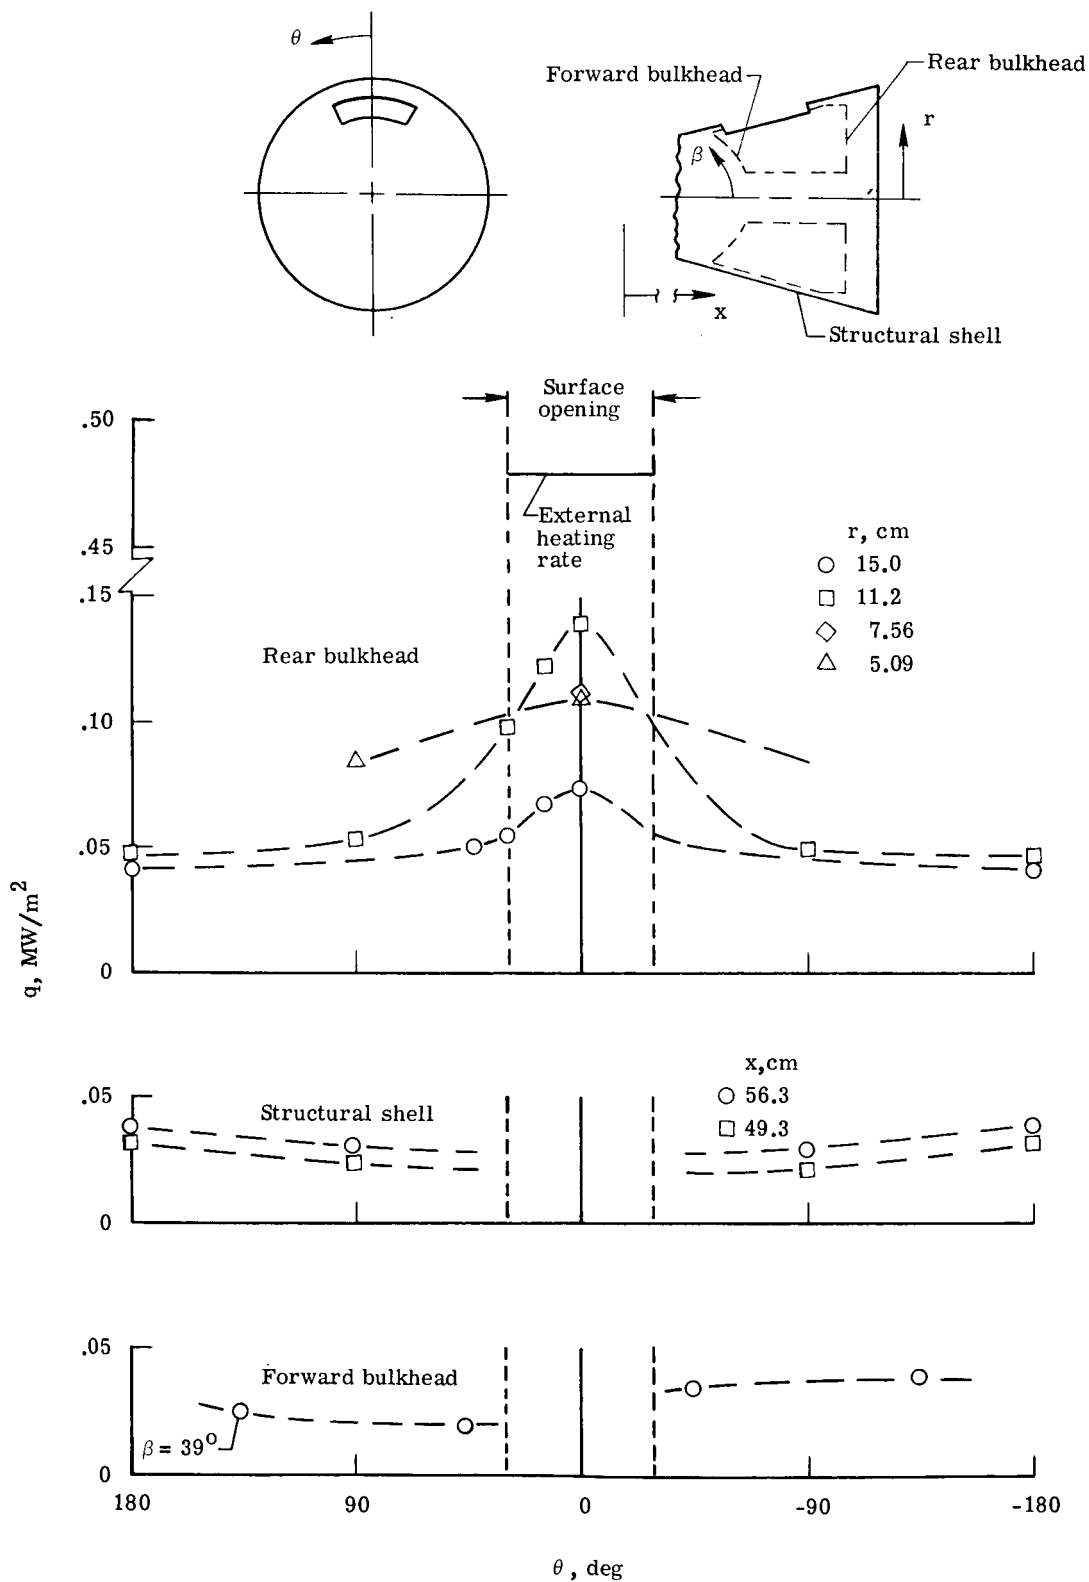 θ
Forward bulkhead
Rear bulkhead
r
β
x
Structural shell
Surface
opening
.50
External
heating
rate
.45
r, cm
15.0
11.2
7.56
5.09
.15
Rear bulkhead
.10
.05
0
q, MW/m²
x,cm
56.3
49.3
.05
Structural shell
0
.05
Forward bulkhead
β = 39°
0
180
90
0
-90
-180
θ , deg